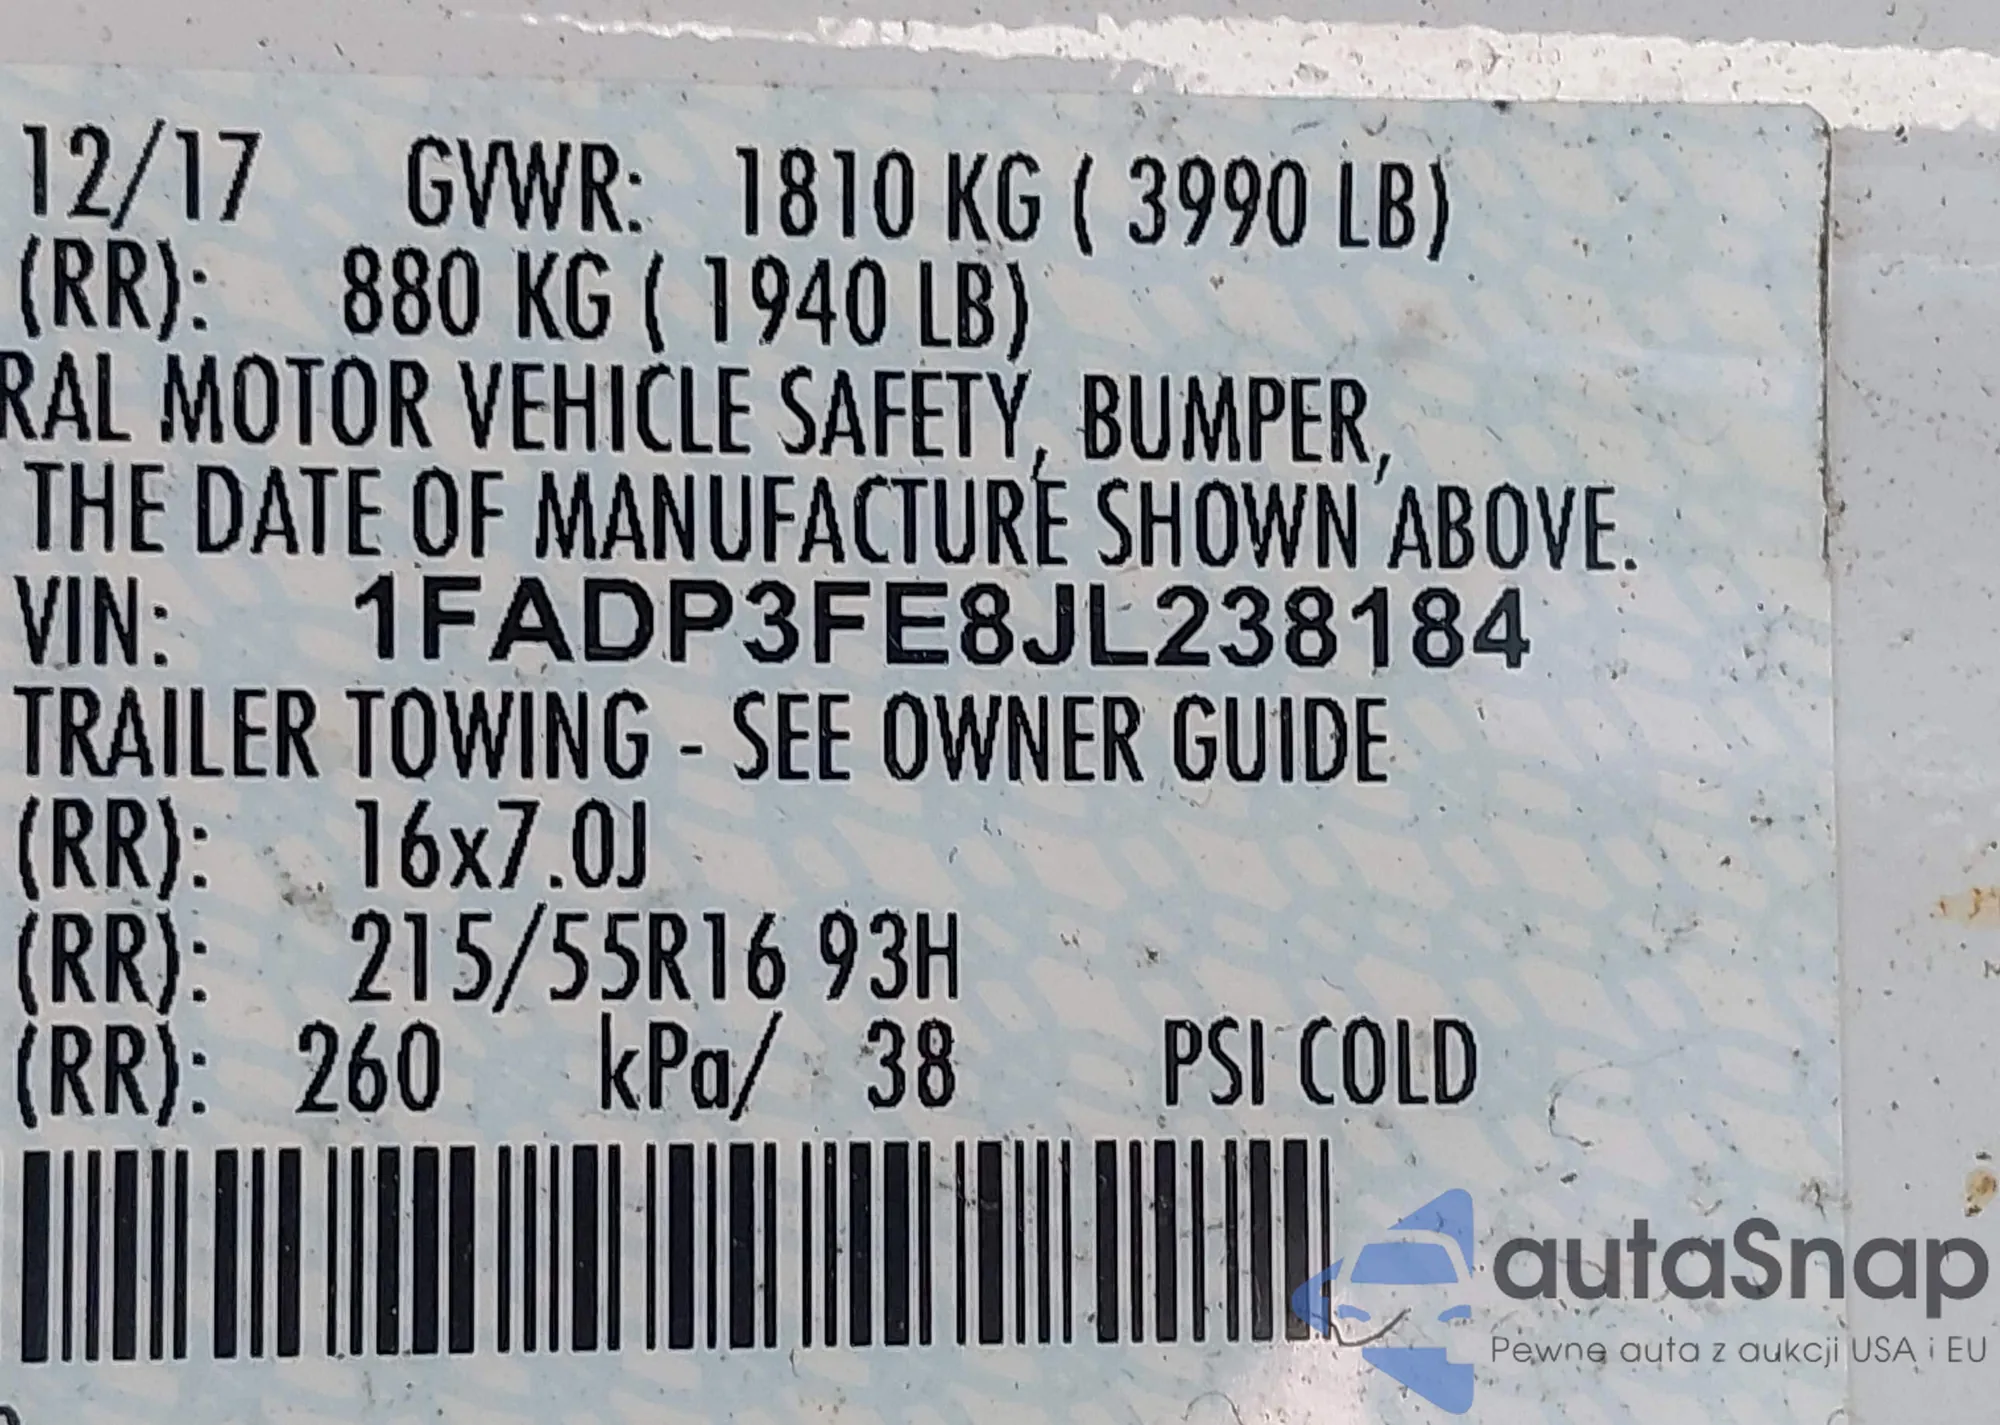 12/17 GVWR: 1810 KG ( 3990 LB)
(RR): 880 KG ( 1940 LB)
RAL MOTOR VEHICLE SAFETY, BUMPER,
THE DATE OF MANUFACTURE SHOWN ABOVE.
VIN: 1FADP3FE8JL238184
TRAILER TOWING - SEE OWNER GUIDE
(RR): 16x7.0J
(RR): 215/55R16 93H
(RR): 260 kPa/ 38 PSI COLD
autaSnap
Pewne auta z aukcji USA i EU